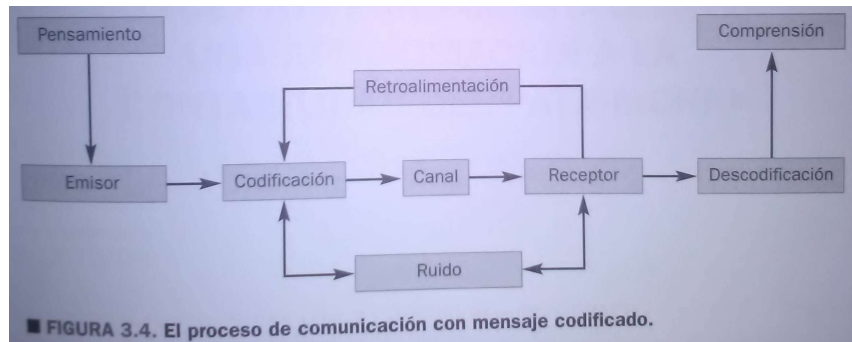 Pensamiento
Comprensión
Retroalimentación
Emisor
Codificación
Canal
Receptor
Descodificación
Ruido
■ FIGURA 3.4. El proceso de comunicación con mensaje codificado.